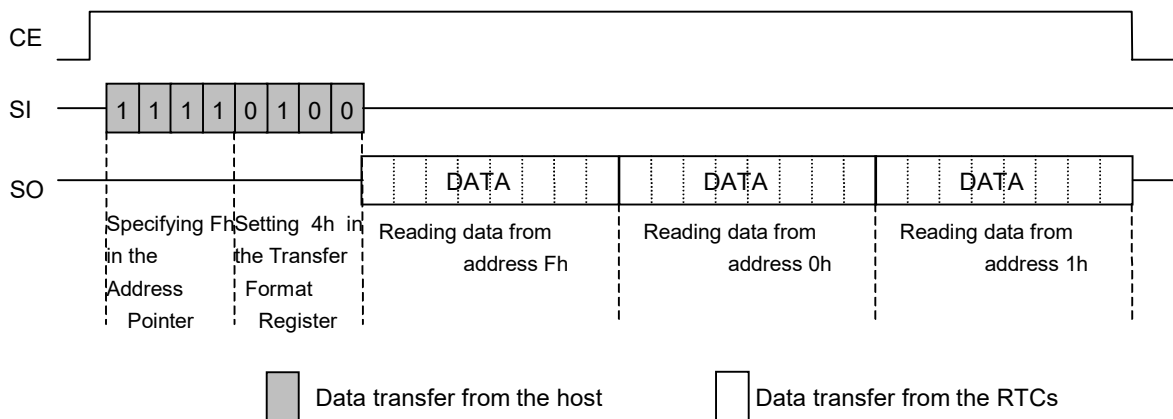 CE
SI
1 1 1 1 0 1 0 0
SO
DATA DATA DATA
Specifying Fh
in the
Address
Pointer
Setting 4h in
the Transfer
Format
Register
Reading data from
address Fh
Reading data from
address 0h
Reading data from
address 1h
Data transfer from the host
Data transfer from the RTCs